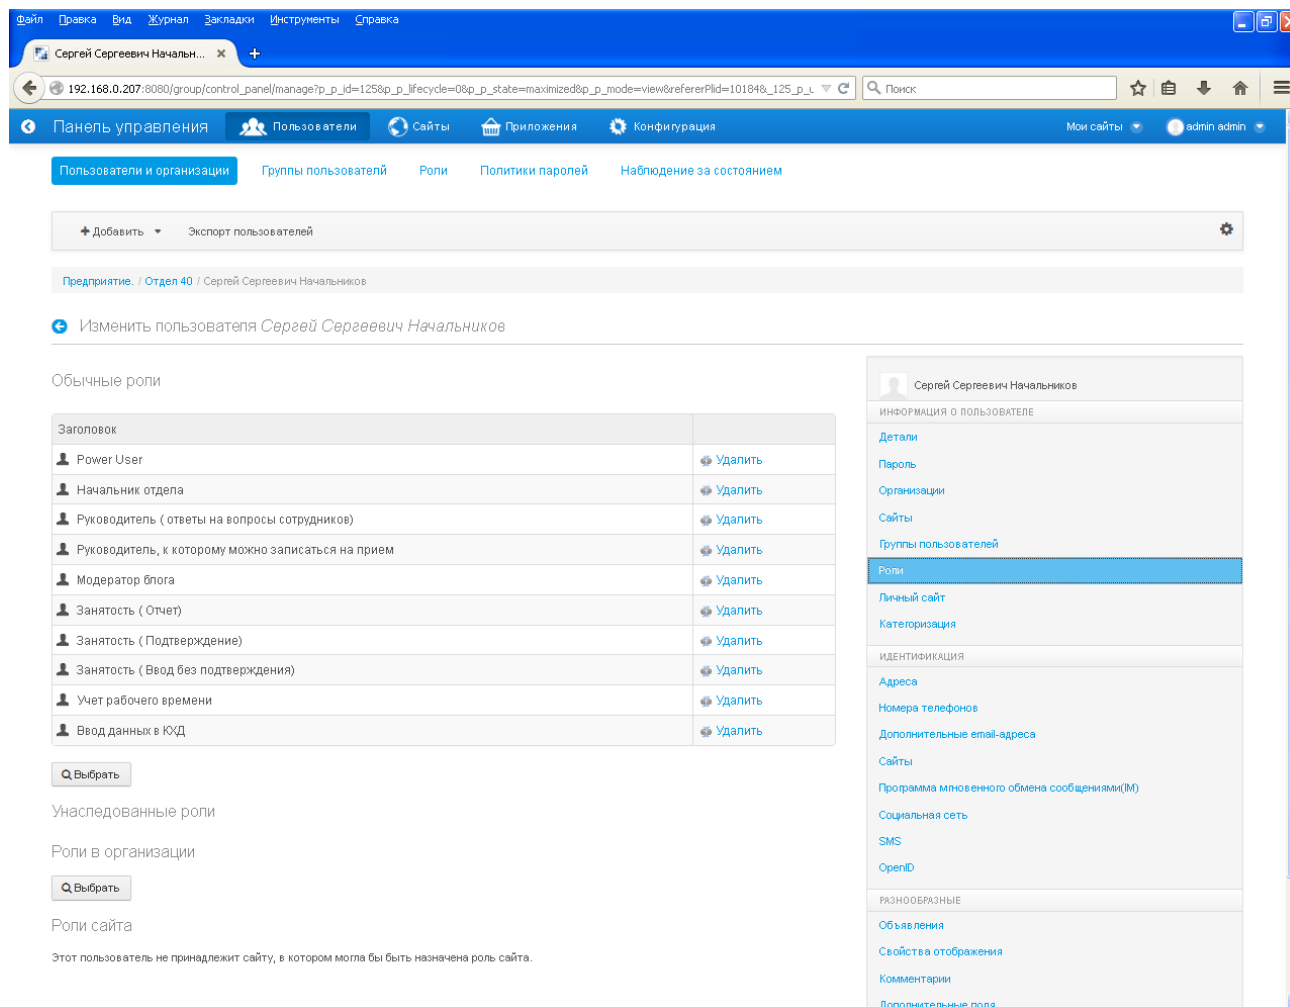 Файл Правка Вид Журнал Закладки Инструменты Справка
Сергей Сергеевич Начальн... × +
192.168.0.207:8080/group/control_panel/manage?p_p_id=125&p_p_lifecycle=0&p_p_state=maximized&p_p_mode=view&refererPlid=10184&_125_p_u Поиск
Панель управления Пользователи Сайты Приложения Конфигурация Мои сайты admin admin
Пользователи и организации Группы пользователй Роли Политики паролей Наблюдение за состоянием
+ Добавить Экспорт пользователей
Предприятие. / Отдел 40 / Сергей Сергеевич Начальников
Изменить пользователя Сергей Сергеевич Начальников
Обычные роли
Заголовок
Power User Удалить
Начальник отдела Удалить
Руководитель ( ответы на вопросы сотрудников) Удалить
Руководитель, к которому можно записаться на прием Удалить
Модератор блога Удалить
Занятость ( Отчет) Удалить
Занятость ( Подтверждение) Удалить
Занятость ( Ввод без подтверждения) Удалить
Учет рабочего времени Удалить
Ввод данных в КХД Удалить
Выбрать
Унаследованные роли
Роли в организации
Выбрать
Роли сайта
Этот пользователь не принадлежит сайту, в котором могла бы быть назначена роль сайта.
Сергей Сергеевич Начальников
ИНФОРМАЦИЯ О ПОЛЬЗОВАТЕЛЕ
Детали
Пароль
Организации
Сайты
Группы пользователей
Роли
Личный сайт
Категоризация
ИДЕНТИФИКАЦИЯ
Адреса
Номера телефонов
Дополнительные email-адреса
Сайты
Программа мгновенного обмена сообщениями(IM)
Социальная сеть
SMS
OpenID
РАЗНООБРАЗНЫЕ
Объявления
Свойства отображения
Комментарии
Дополнительные поля